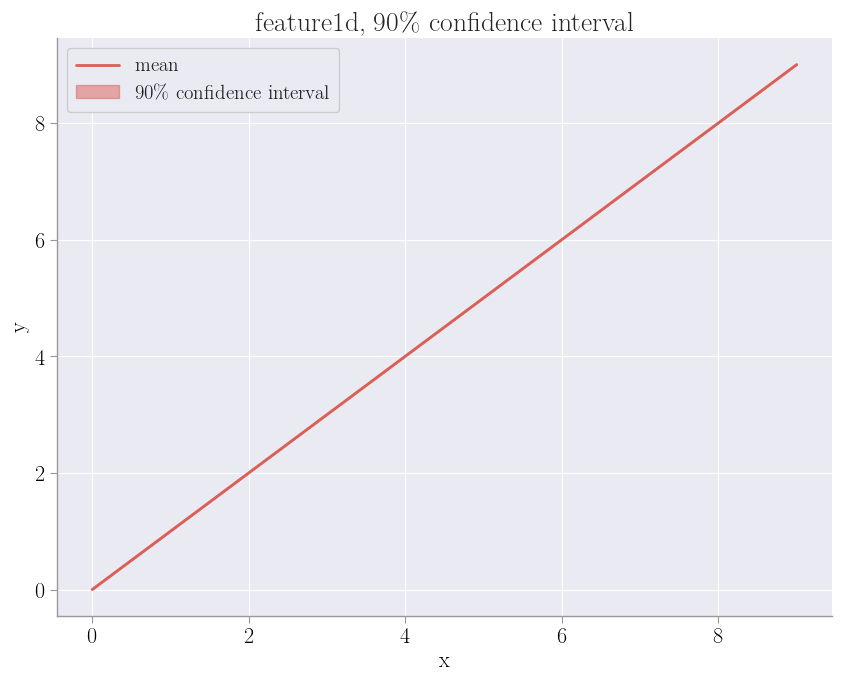 feature1d, 90% confidence interval
mean
90% confidence interval
y
8
6
4
2
0
0 2 4 6 8
x